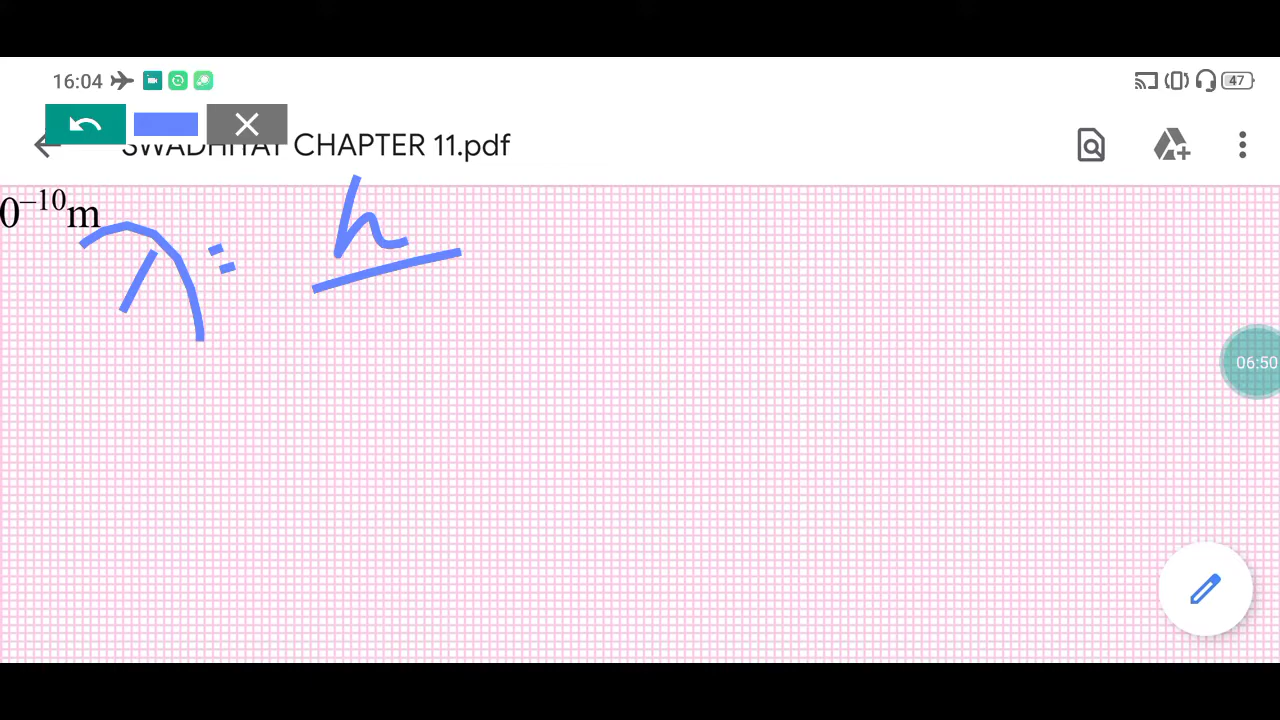 16:04 47
SWADHYAY CHAPTER 11.pdf
0⁻¹⁰m
λ = h
06:50